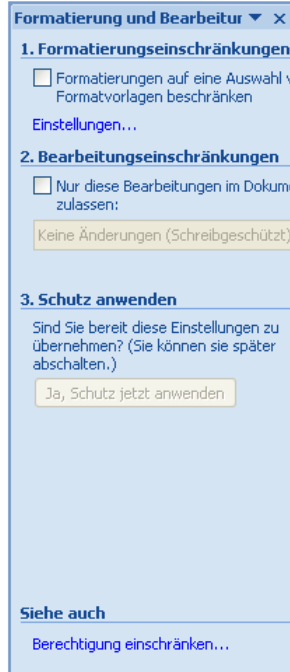 Formatierung und Bearbeitur
1. Formatierungseinschränkungen
Formatierungen auf eine Auswahl v
Formatvorlagen beschränken
Einstellungen...
2. Bearbeitungseinschränkungen
Nur diese Bearbeitungen im Dokume
zulassen:
Keine Änderungen (Schreibgeschützt)
3. Schutz anwenden
Sind Sie bereit diese Einstellungen zu
übernehmen? (Sie können sie später
abschalten.)
Ja, Schutz jetzt anwenden
Siehe auch
Berechtigung einschränken...